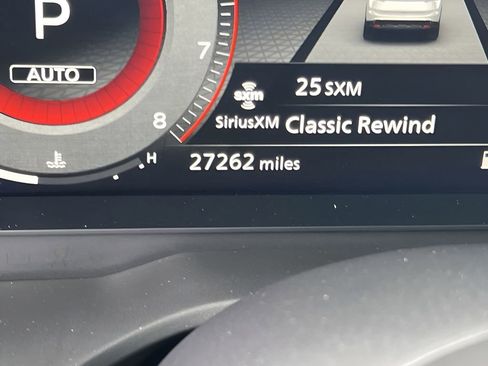 P
AUTO
7
8
H
sxm
25 SXM
SiriusXM Classic Rewind
27262 miles